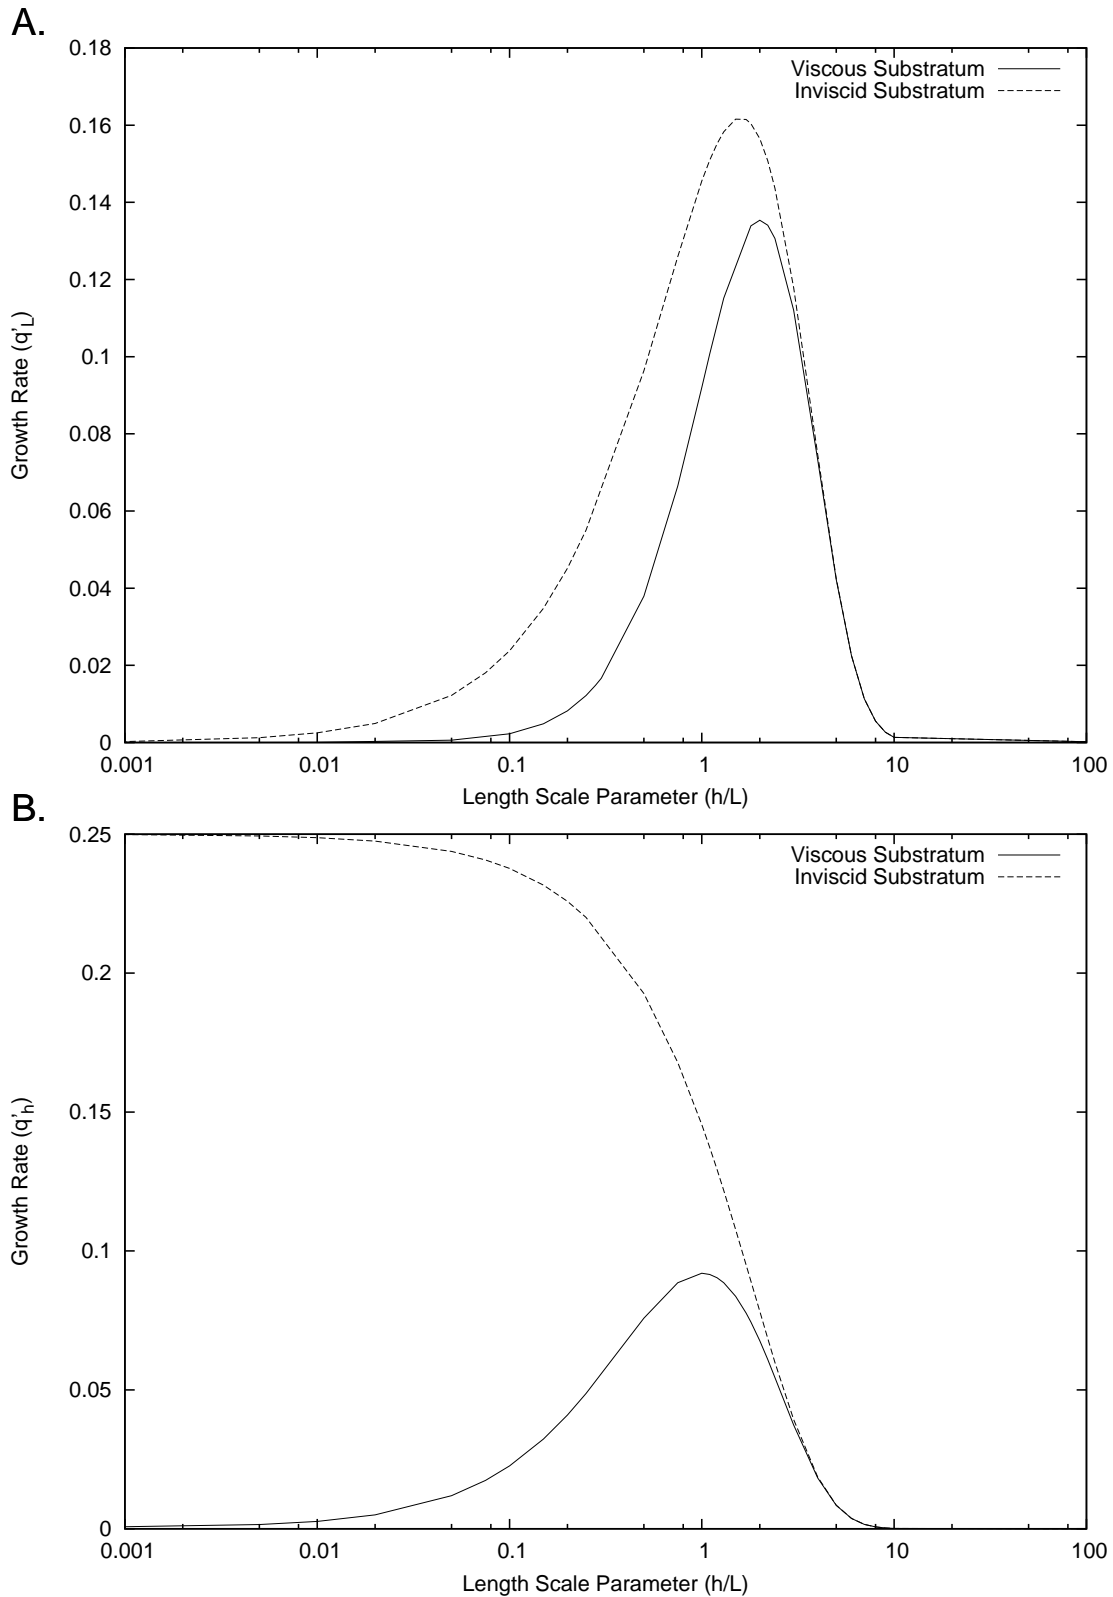 A.
0.18
0.16
0.14
0.12
0.1
0.08
0.06
0.04
0.02
0
Growth Rate (q'L)
Viscous Substratum
Inviscid Substratum
0.001 0.01 0.1 1 10 100
Length Scale Parameter (h/L)
B.
0.25
0.2
0.15
0.1
0.05
0
Growth Rate (q'h)
Viscous Substratum
Inviscid Substratum
0.001 0.01 0.1 1 10 100
Length Scale Parameter (h/L)